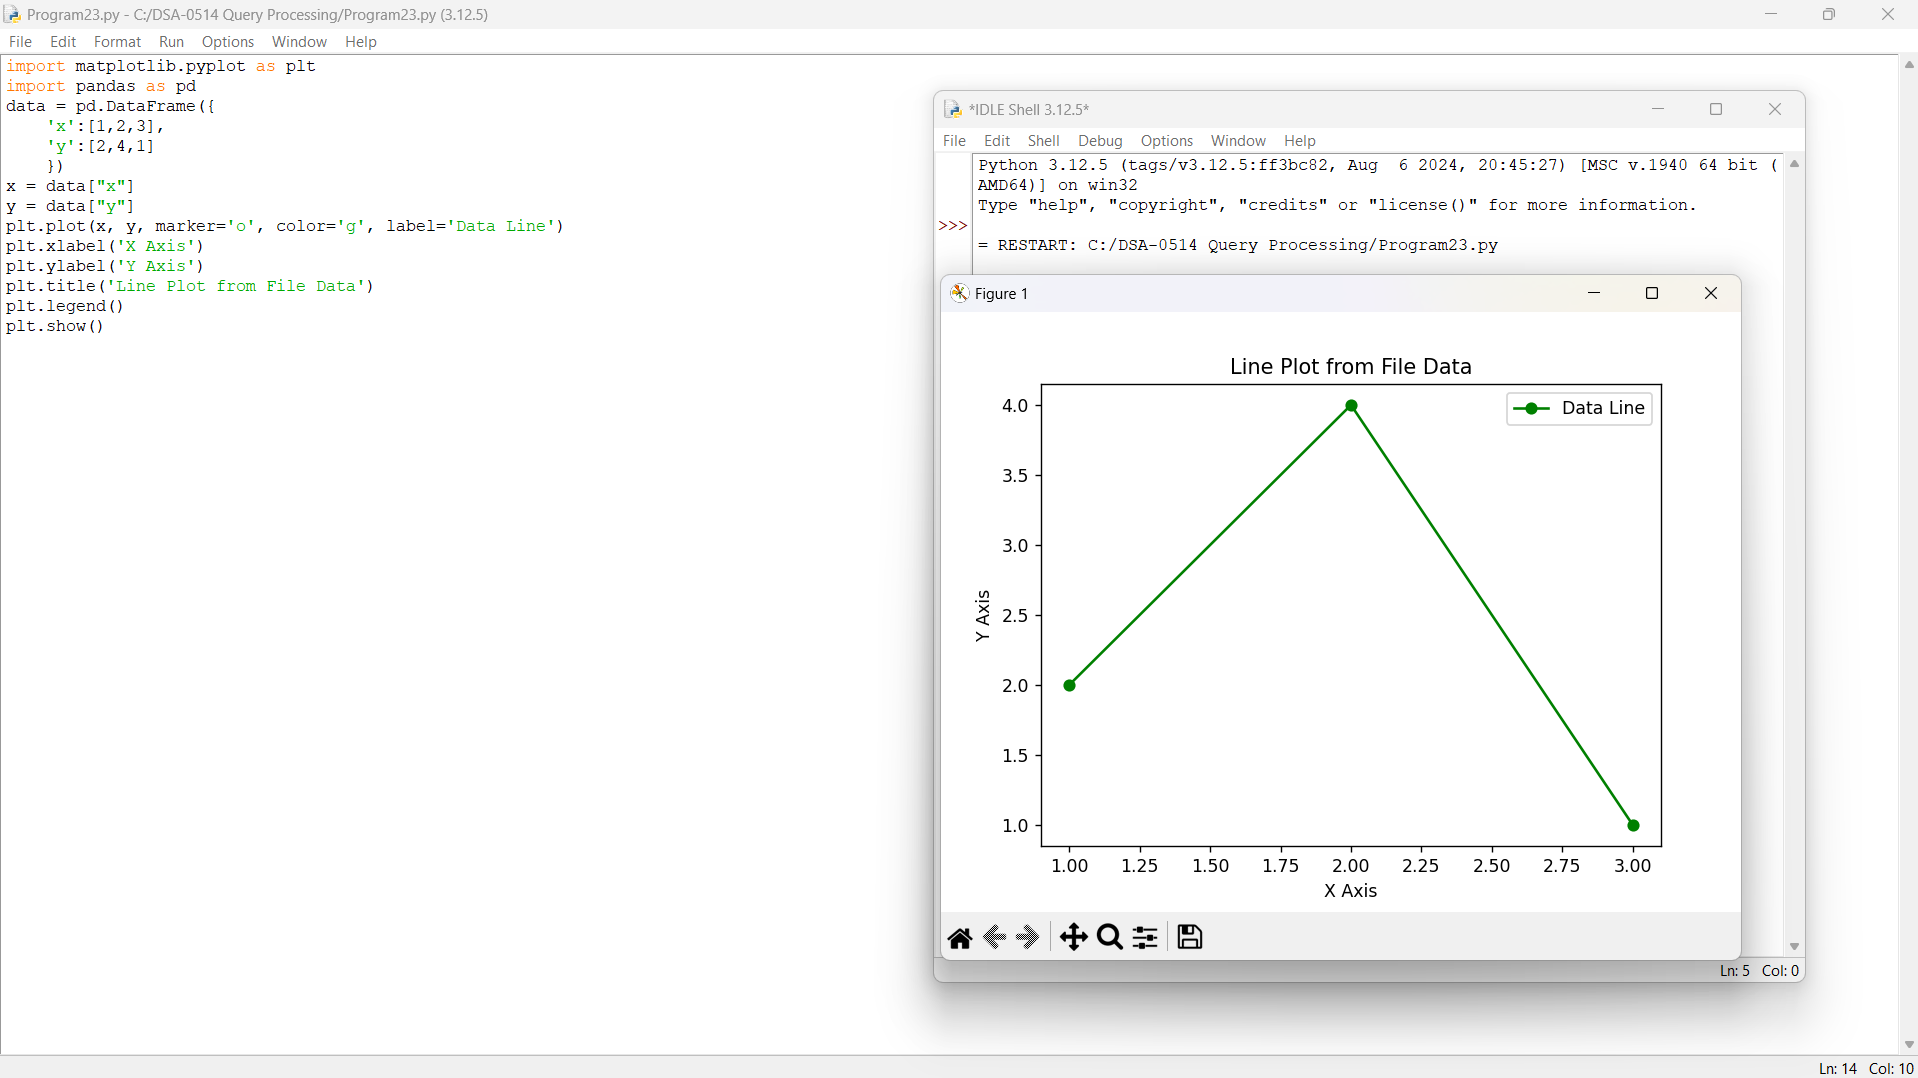 Program23.py - C:/DSA-0514 Query Processing/Program23.py (3.12.5)
File Edit Format Run Options Window Help
import matplotlib.pyplot as plt
import pandas as pd
data = pd.DataFrame({
    'x':[1,2,3],
    'y':[2,4,1]
    })
x = data["x"]
y = data["y"]
plt.plot(x, y, marker='o', color='g', label='Data Line')
plt.xlabel('X Axis')
plt.ylabel('Y Axis')
plt.title('Line Plot from File Data')
plt.legend()
plt.show()
*IDLE Shell 3.12.5*
File Edit Shell Debug Options Window Help
Python 3.12.5 (tags/v3.12.5:ff3bc82, Aug  6 2024, 20:45:27) [MSC v.1940 64 bit (
AMD64)] on win32
Type "help", "copyright", "credits" or "license()" for more information.
>>>
= RESTART: C:/DSA-0514 Query Processing/Program23.py
Figure 1
Line Plot from File Data
Data Line
4.0
3.5
3.0
2.5
2.0
1.5
1.0
Y Axis
1.00 1.25 1.50 1.75 2.00 2.25 2.50 2.75 3.00
X Axis
Ln: 5 Col: 0
Ln: 14 Col: 10